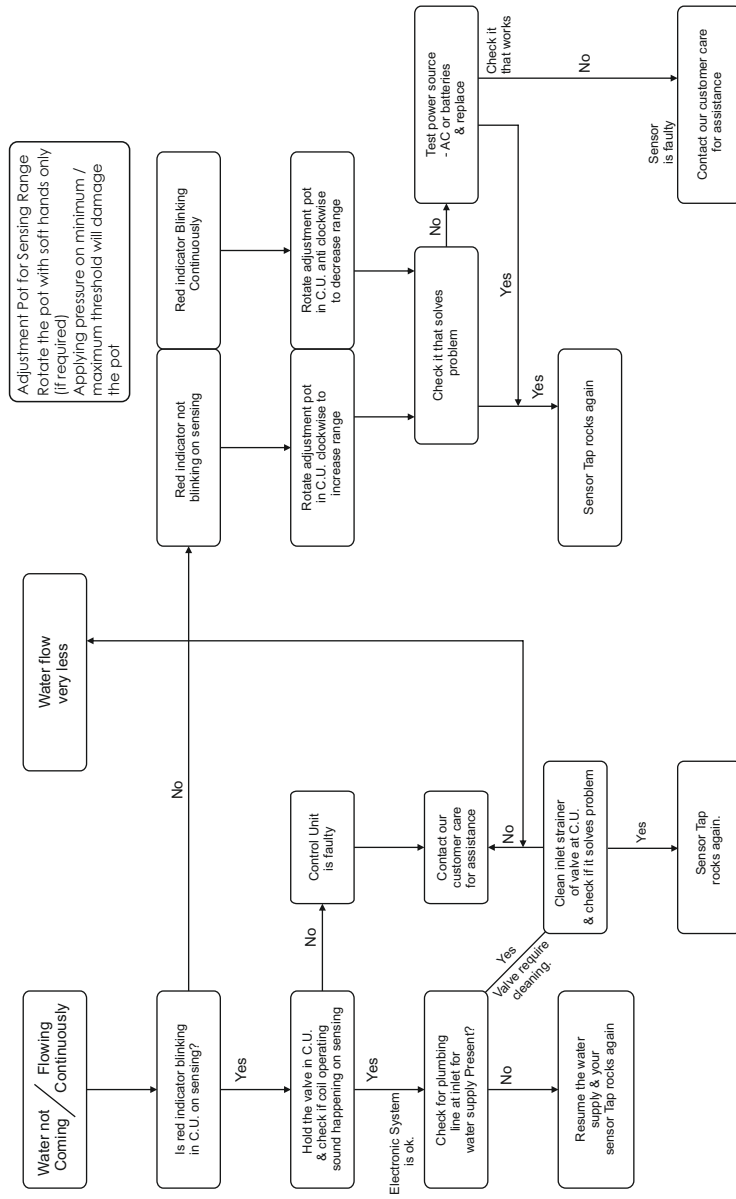 Water not Coming / Flowing Continuously
Is red indicator blinking
in C.U. on sensing?
Yes
No
Hold the valve in C.U.
& check if coil operating
sound happening on sensing
No
Control Unit
is faulty
Contact our
customer care
for assistance
Yes
Electronic System
is ok.
Check for plumbing
line at inlet for
water supply Present?
No
Resume the water
supply & your
sensor Tap rocks again
Yes
Valve require
cleaning.
Clean inlet strainer
of valve at C.U.
& check if it solves problem
No
Yes
Sensor Tap
rocks again.
Water flow
very less
Adjustment Pot for Sensing Range
Rotate the pot with soft hands only
(if required)
Applying pressure on minimum /
maximum threshold will damage
the pot
Red indicator not
blinking on sensing
Red indicator Blinking
Continuously
Rotate adjustment pot
in C.U. clockwise to
increase range
Rotate adjustment pot
in C.U. anti clockwise
to decrease range
Check it that solves
problem
No
Yes
Test power source
- AC or batteries
& replace
Yes
Check it
that works
No
Sensor Tap rocks again
Sensor
is faulty
Contact our customer care
for assistance